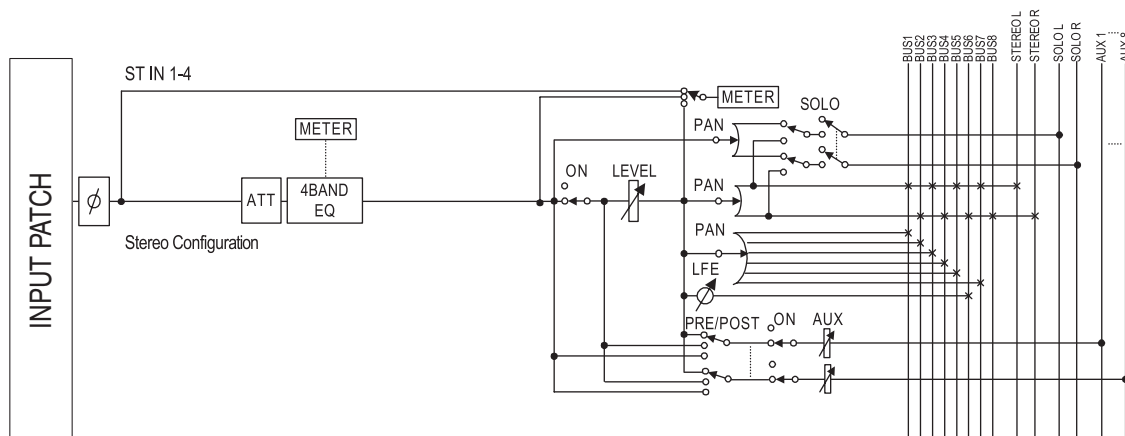 INPUT PATCH
ST IN 1-4
Stereo Configuration
ϕ
METER
ATT
4BAND
EQ
ON
LEVEL
METER
PAN
SOLO
PAN
PAN
LFE
PRE/POST
ON
AUX
BUS1
BUS2
BUS3
BUS4
BUS5
BUS6
BUS7
BUS8
STEREO L
STEREO R
SOLO L
SOLO R
AUX 1
AUX 8